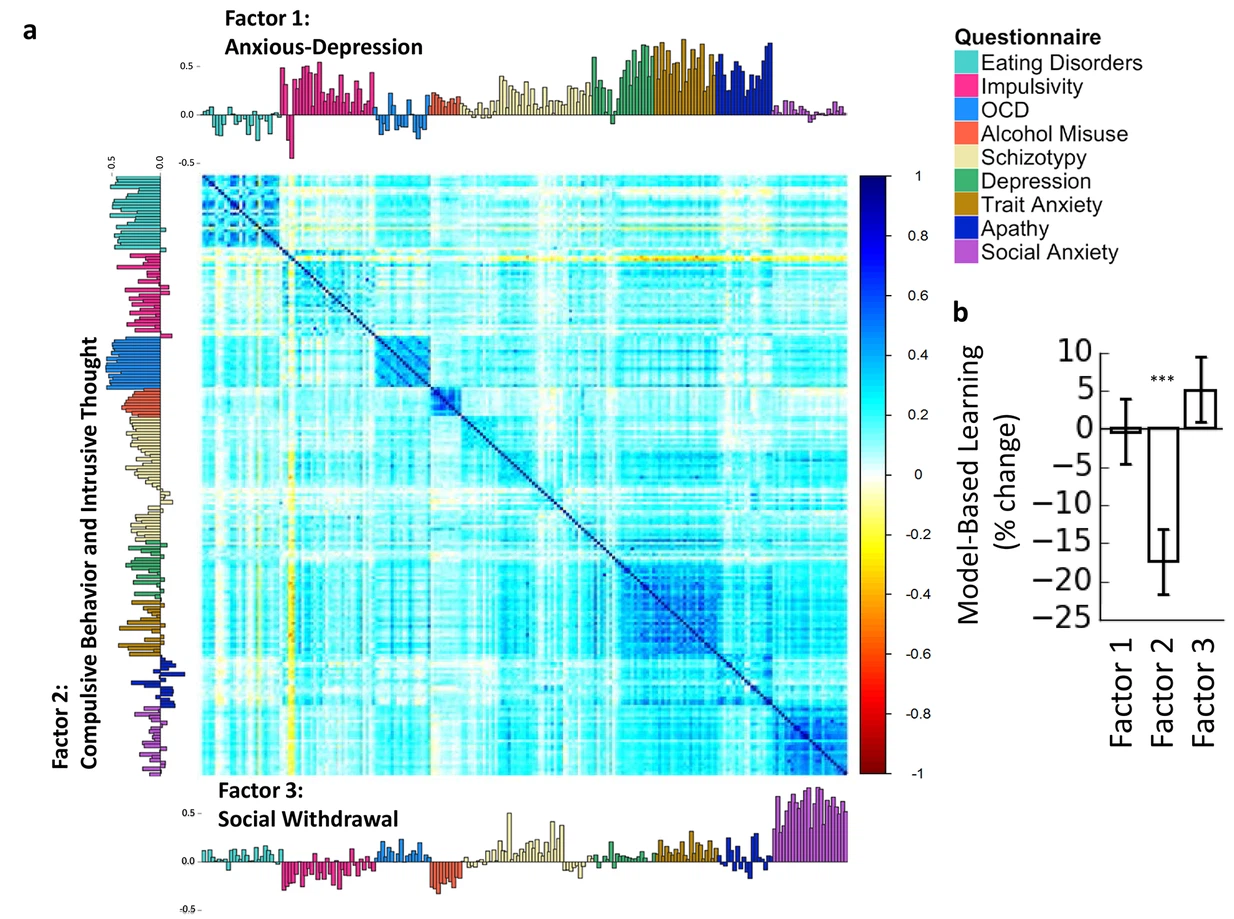 a
Factor 1:
Anxious-Depression
0.5
0.0
-0.5
0.5
0.0
Factor 2:
Compulsive Behavior and Intrusive Thought
1
0.8
0.6
0.4
0.2
0
-0.2
-0.4
-0.6
-0.8
-1
Factor 3:
Social Withdrawal
0.5
0.0
-0.5
Questionnaire
Eating Disorders
Impulsivity
OCD
Alcohol Misuse
Schizotypy
Depression
Trait Anxiety
Apathy
Social Anxiety
b
Model-Based Learning
(% change)
10
5
0
−5
−10
−15
−20
−25
***
Factor 1
Factor 2
Factor 3